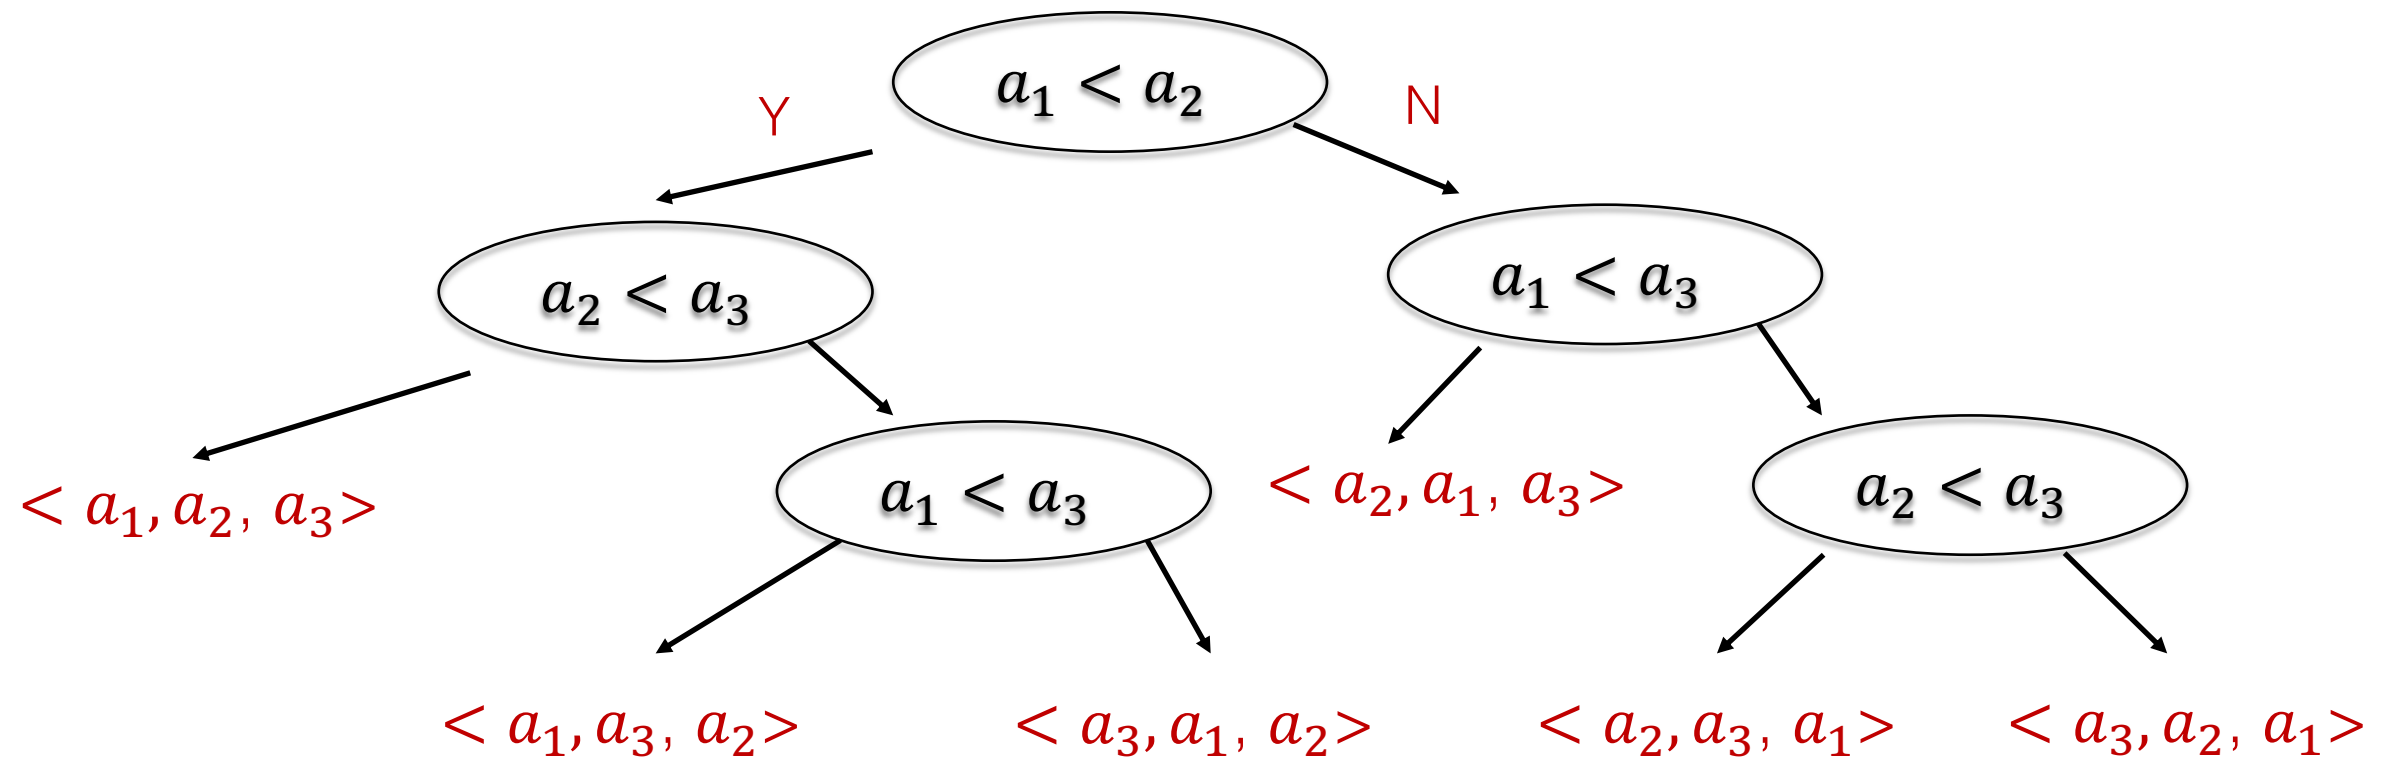 a₁ < a₂
Y
N
a₂ < a₃
a₁ < a₃
< a₁, a₂, a₃>
a₁ < a₃
< a₂, a₁, a₃>
a₂ < a₃
< a₁, a₃, a₂>
< a₃, a₁, a₂>
< a₂, a₃, a₁>
< a₃, a₂, a₁>